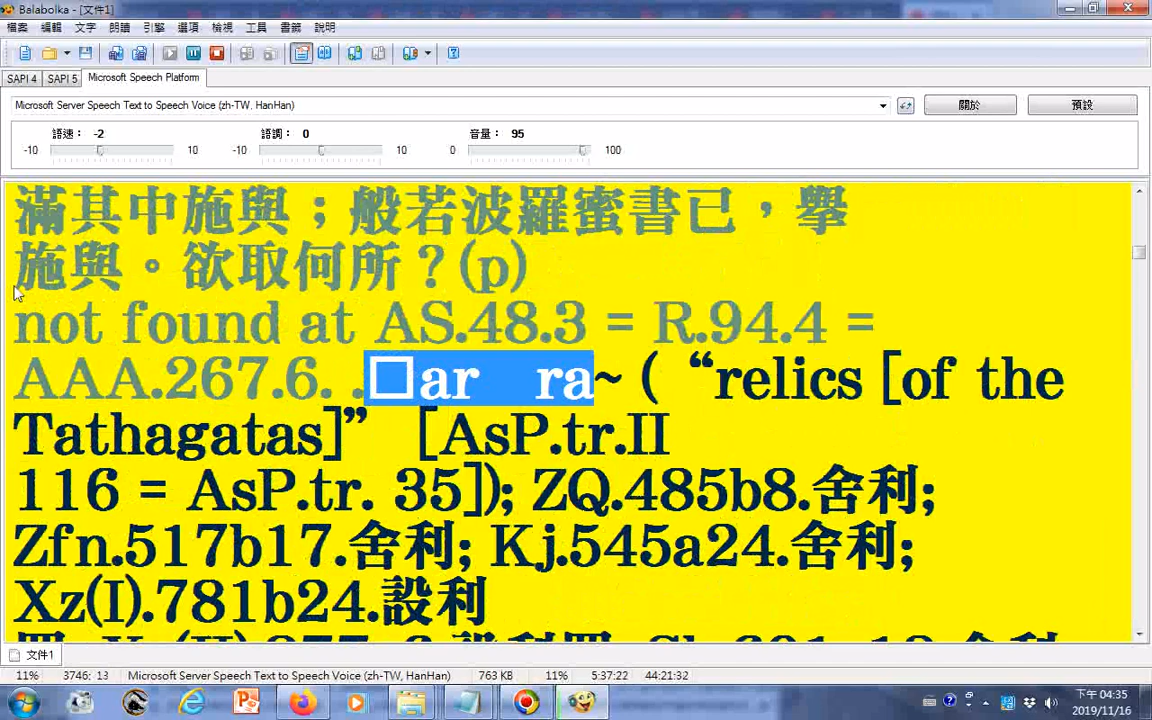 Balabolka - [文件1]
檔案 編輯 文字 朗讀 引擎 選項 檢視 工具 書籤 說明
SAPI 4 SAPI 5 Microsoft Speech Platform
Microsoft Server Speech Text to Speech Voice (zh-TW, HanHan) 關於 預設
語速： -2 語調： 0 音量： 95
-10 10 -10 10 0 100
滿其中施與；般若波羅蜜書已，擧
施與。欲取何所？(p)
not found at AS.48.3 = R.94.4 =
AAA.267.6. .□ar ra~ ( “relics [of the
Tathagatas]” [AsP.tr.II
116 = AsP.tr. 35]); ZQ.485b8.舍利;
Zfn.517b17.舍利; Kj.545a24.舍利;
Xz(I).781b24.設利
文件1
11% 3746: 13 Microsoft Server Speech Text to Speech Voice (zh-TW, HanHan) 763 KB 11% 5:37:22 44:21:32
下午 04:35
2019/11/16